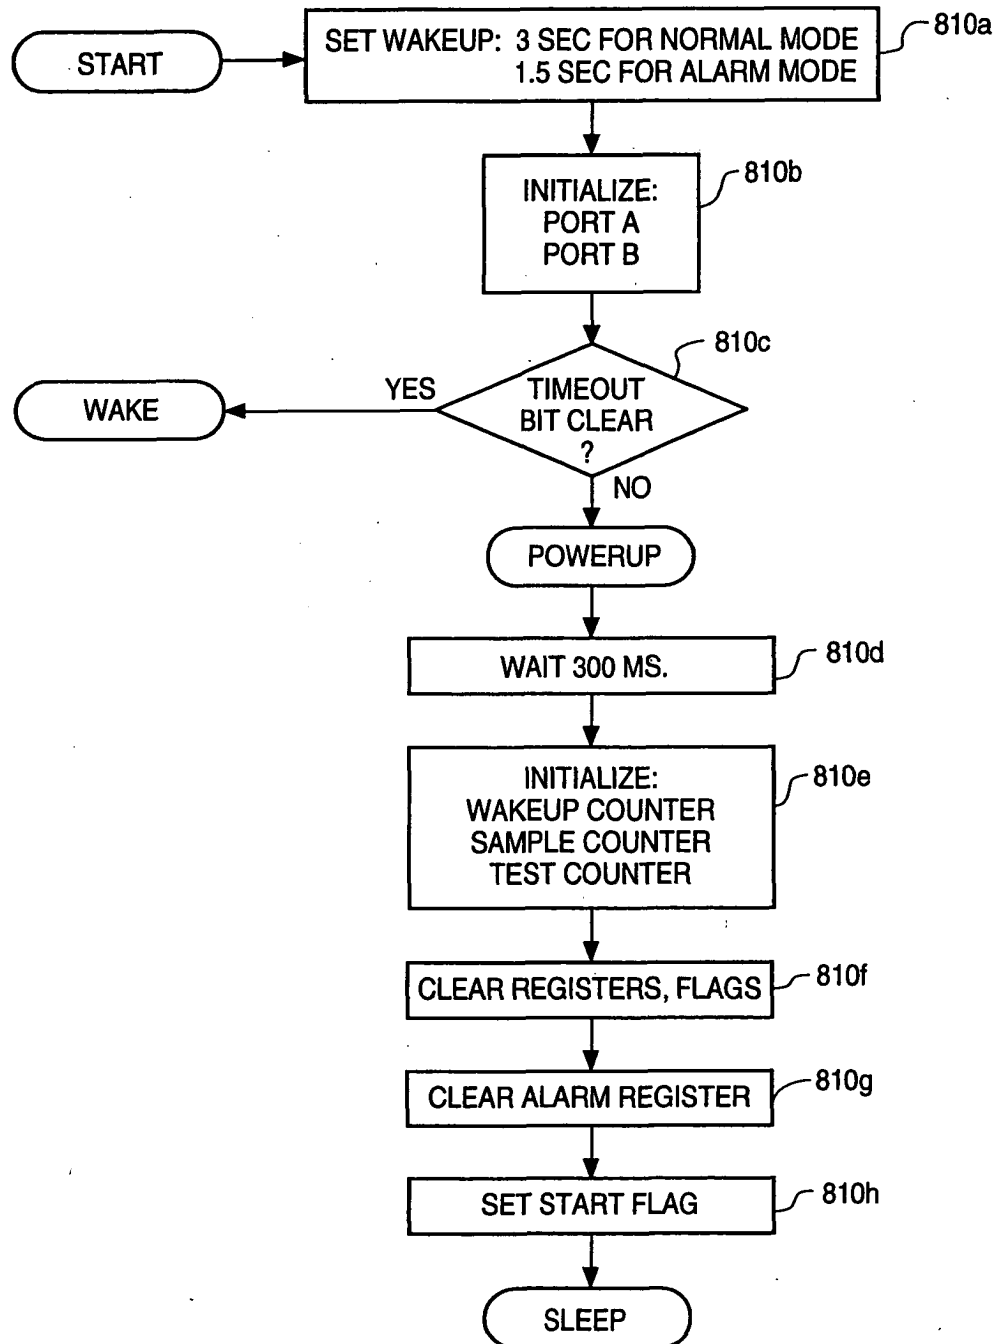 START
SET WAKEUP: 3 SEC FOR NORMAL MODE
1.5 SEC FOR ALARM MODE
810a
INITIALIZE:
PORT A
PORT B
810b
TIMEOUT
BIT CLEAR
?
810c
YES
WAKE
NO
POWERUP
WAIT 300 MS.
810d
INITIALIZE:
WAKEUP COUNTER
SAMPLE COUNTER
TEST COUNTER
810e
CLEAR REGISTERS, FLAGS
810f
CLEAR ALARM REGISTER
810g
SET START FLAG
810h
SLEEP